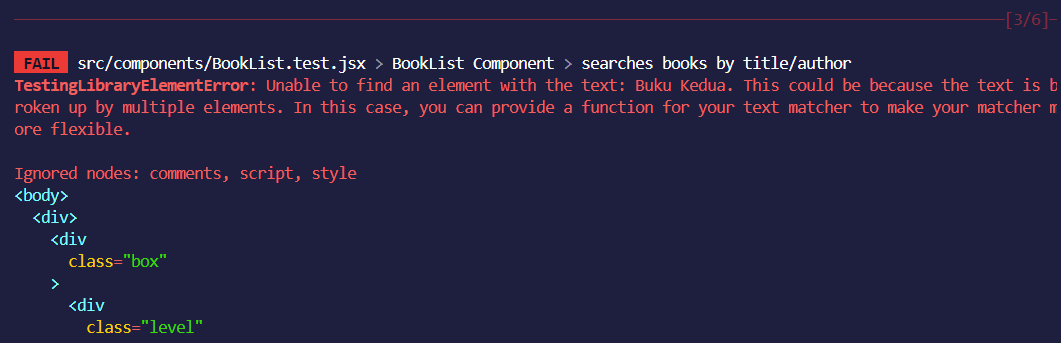 [3/6]
FAIL src/components/BookList.test.jsx > BookList Component > searches books by title/author
TestingLibraryElementError: Unable to find an element with the text: Buku Kedua. This could be because the text is b
roken up by multiple elements. In this case, you can provide a function for your text matcher to make your matcher m
ore flexible.
Ignored nodes: comments, script, style
<body>
  <div>
    <div
      class="box"
    >
      <div
        class="level"